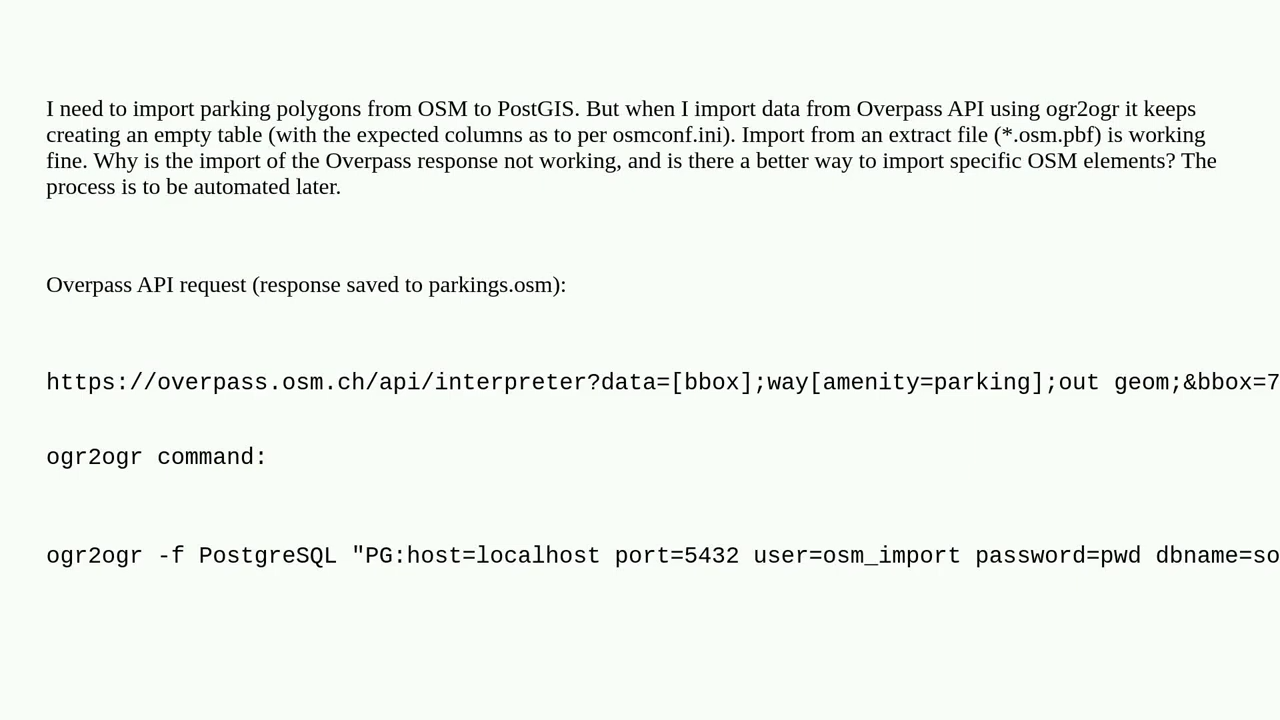 I need to import parking polygons from OSM to PostGIS. But when I import data from Overpass API using ogr2ogr it keeps
creating an empty table (with the expected columns as to per osmconf.ini). Import from an extract file (*.osm.pbf) is working
fine. Why is the import of the Overpass response not working, and is there a better way to import specific OSM elements? The
process is to be automated later.
Overpass API request (response saved to parkings.osm):
https://overpass.osm.ch/api/interpreter?data=[bbox];way[amenity=parking];out geom;&bbox=7
ogr2ogr command:
ogr2ogr -f PostgreSQL "PG:host=localhost port=5432 user=osm_import password=pwd dbname=so